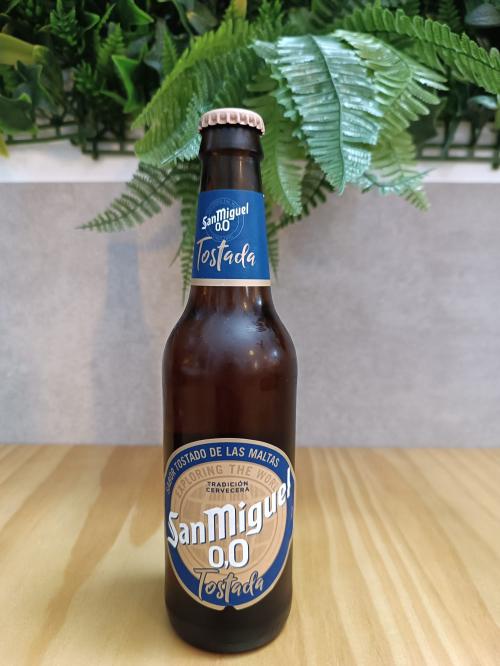 SanMiguel
0,0
Tostada
SABOR TOSTADO DE LAS MALTAS
EXPLORING THE WORLD
TRADICIÓN
CERVECERA
SanMiguel
0,0
Tostada